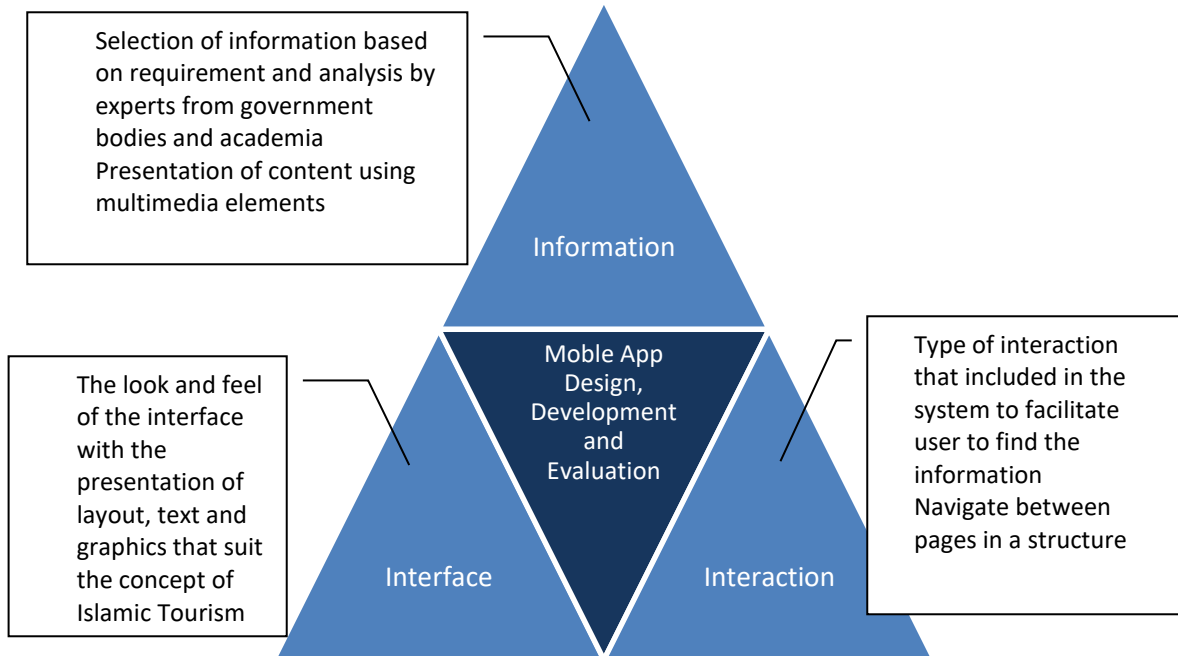 Selection of information based
on requirement and analysis by
experts from government
bodies and academia
Presentation of content using
multimedia elements
Information
Moble App
Design,
Development
and
Evaluation
The look and feel
of the interface
with the
presentation of
layout, text and
graphics that suit
the concept of
Islamic Tourism
Interface
Interaction
Type of interaction
that included in the
system to facilitate
user to find the
information
Navigate between
pages in a structure